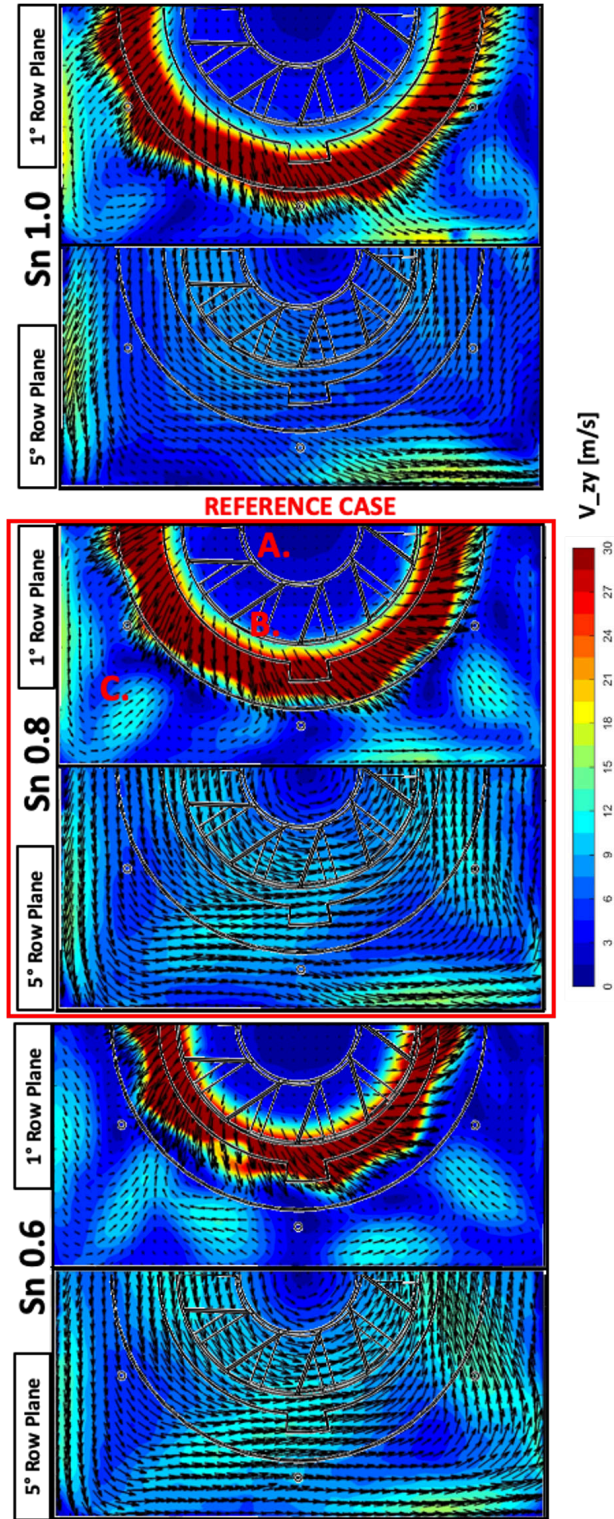 Sn 1.0
1° Row Plane
5° Row Plane
REFERENCE CASE
Sn 0.8
1° Row Plane
A.
B.
C.
5° Row Plane
Sn 0.6
1° Row Plane
5° Row Plane
V_zy [m/s]
0 3 6 9 12 15 18 21 24 27 30